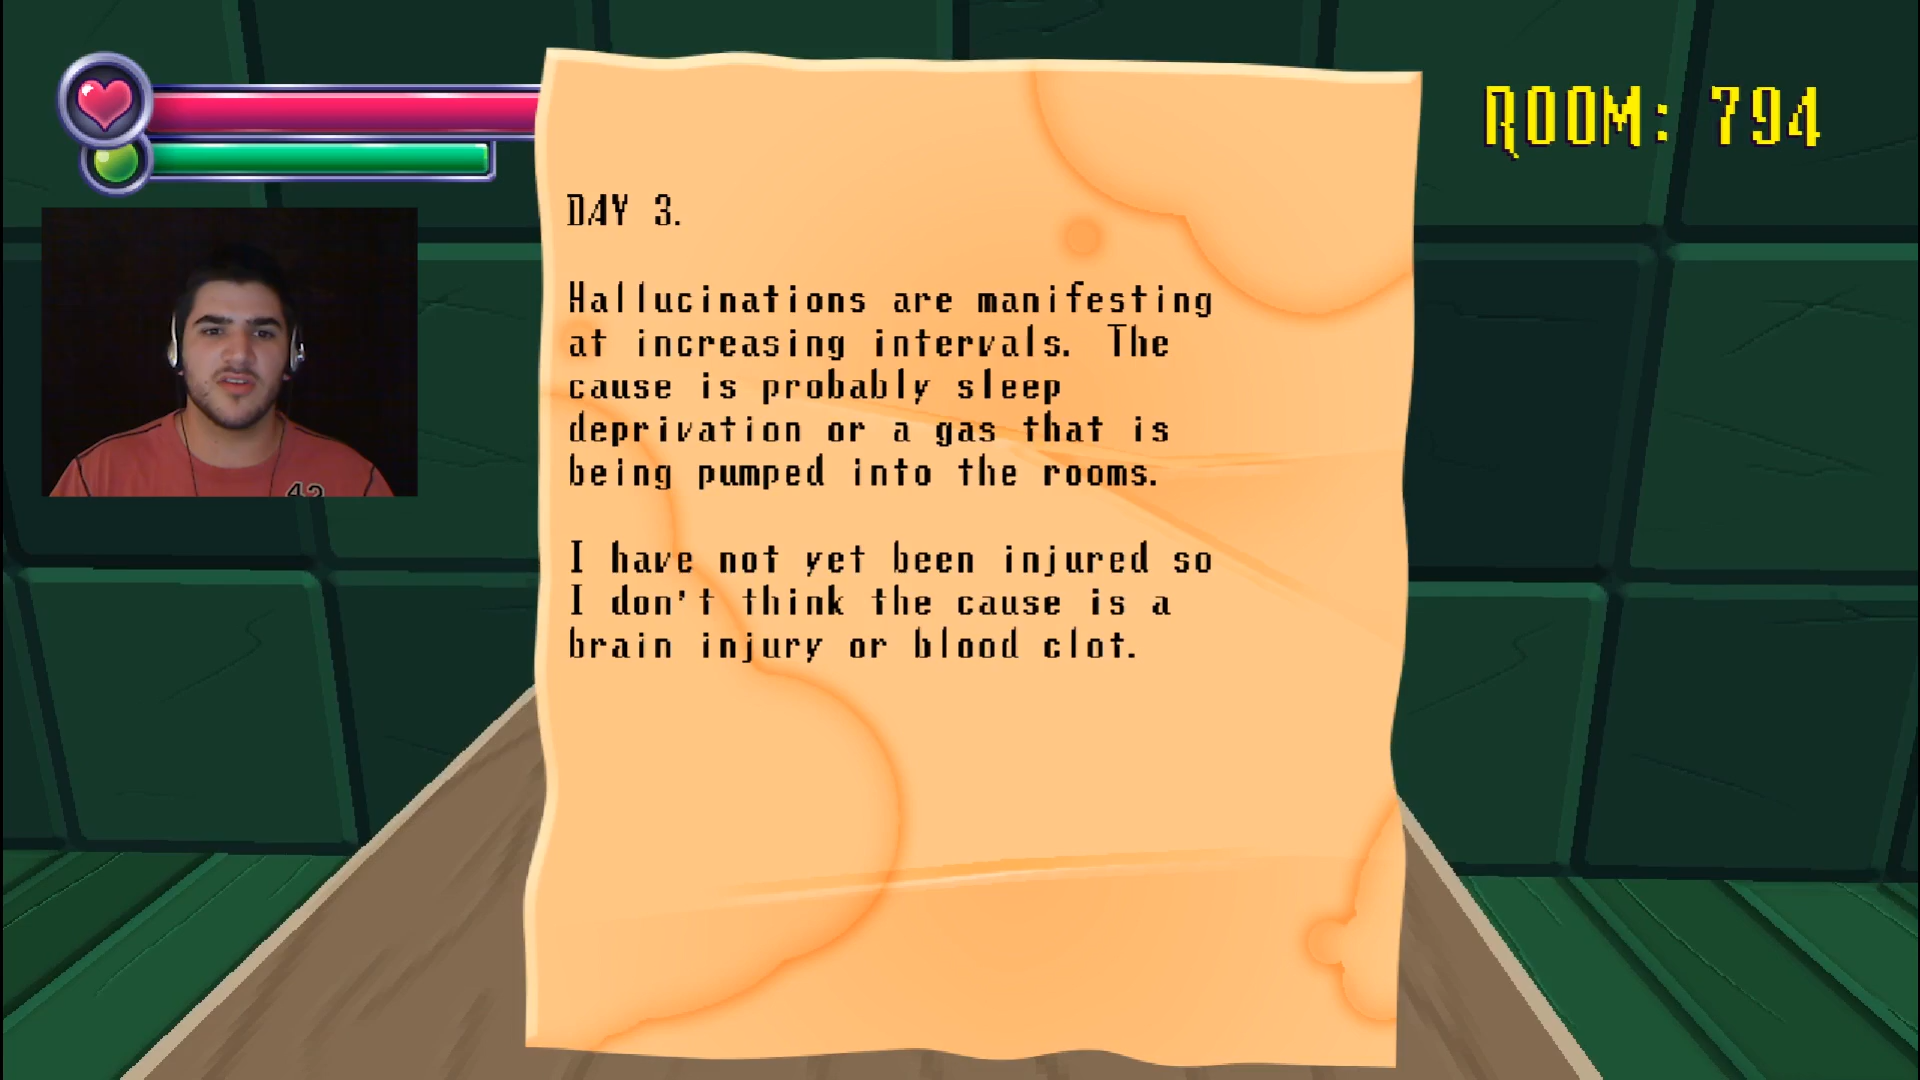 ROOM: 794
DAY 3.
Hallucinations are manifesting
at increasing intervals. The
cause is probably sleep
deprivation or a gas that is
being pumped into the rooms.
I have not yet been injured so
I don't think the cause is a
brain injury or blood clot.
42